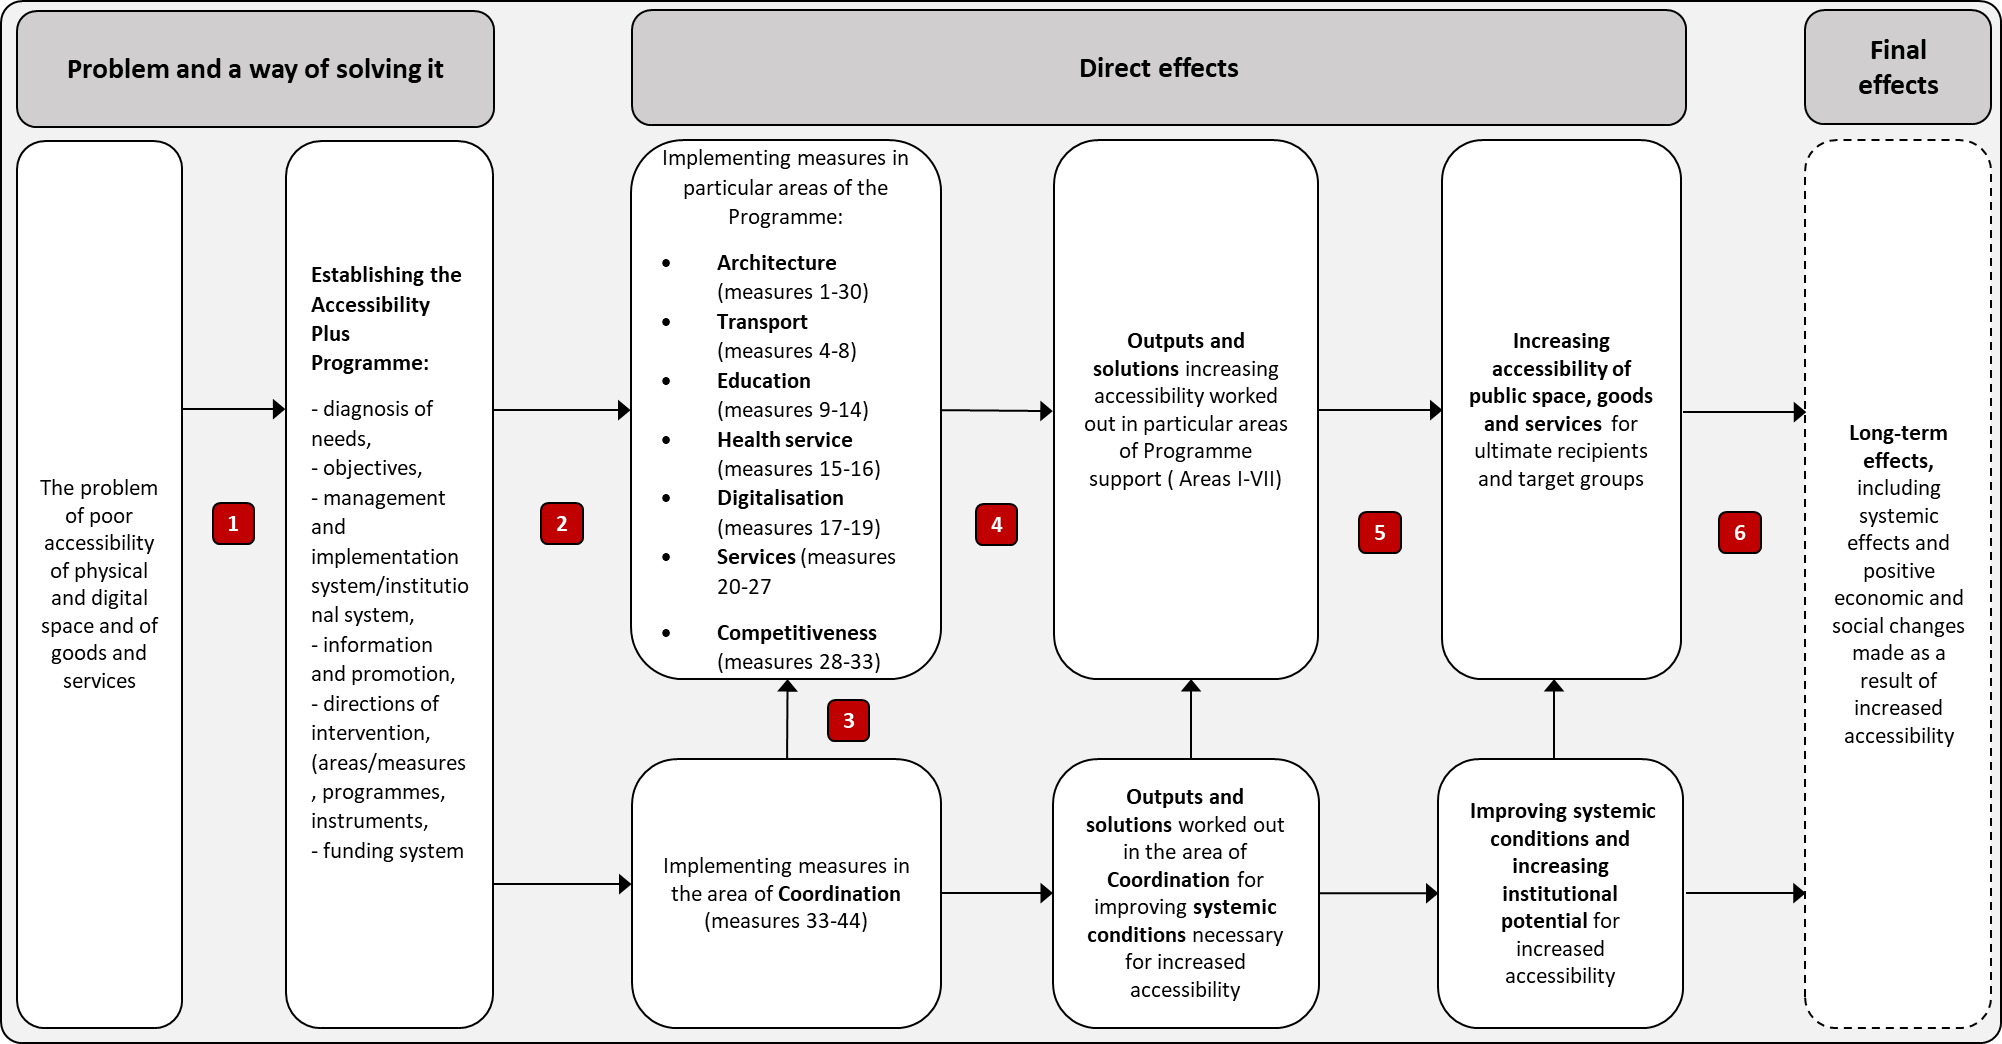 Problem and a way of solving it
Direct effects
Final
effects
The problem
of poor
accessibility
of physical
and digital
space and of
goods and
services
1
Establishing the
Accessibility
Plus
Programme:
- diagnosis of
needs,
- objectives,
- management
and
implementation
system/institutio
nal system,
- information
and promotion,
- directions of
intervention,
(areas/measures
, programmes,
instruments,
- funding system
2
Implementing measures in
particular areas of the
Programme:
• Architecture
(measures 1-30)
• Transport
(measures 4-8)
• Education
(measures 9-14)
• Health service
(measures 15-16)
• Digitalisation
(measures 17-19)
• Services (measures
20-27
• Competitiveness
(measures 28-33)
3
Implementing measures in
the area of Coordination
(measures 33-44)
4
Outputs and
solutions increasing
accessibility worked
out in particular areas
of Programme
support ( Areas I-VII)
Outputs and
solutions worked out
in the area of
Coordination for
improving systemic
conditions necessary
for increased
accessibility
5
Increasing
accessibility of
public space, goods
and services for
ultimate recipients
and target groups
Improving systemic
conditions and
increasing
institutional
potential for
increased
accessibility
6
Long-term
effects,
including
systemic
effects and
positive
economic and
social changes
made as a
result of
increased
accessibility